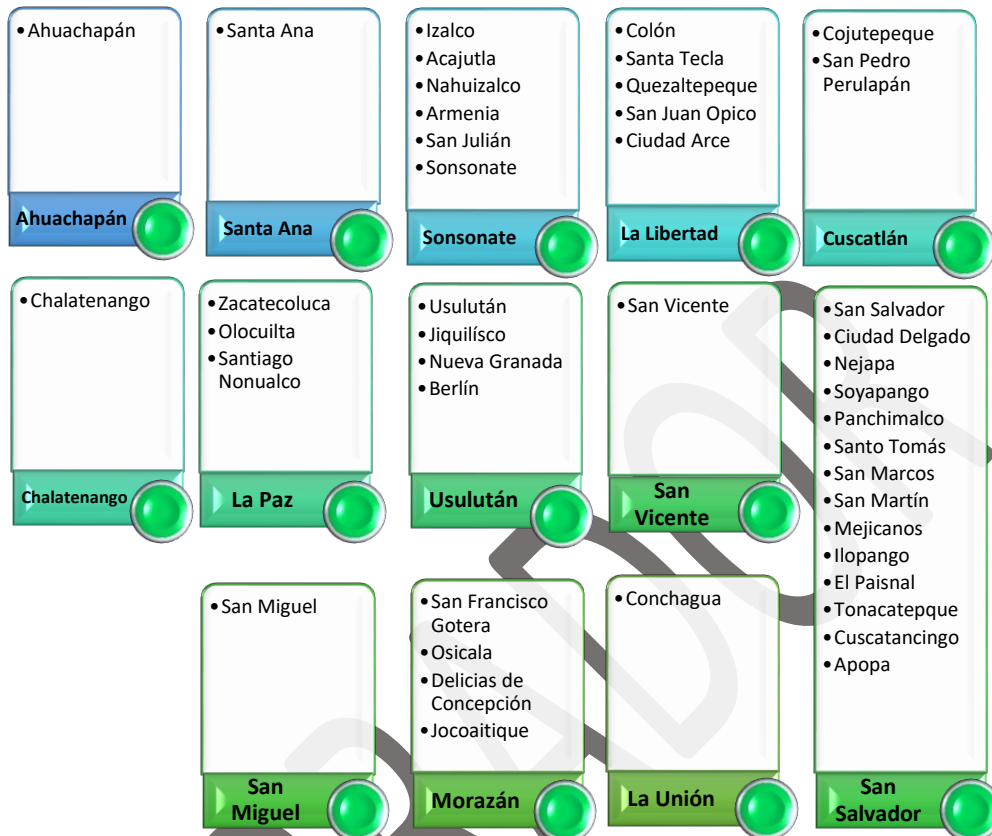 •Ahuachapán
Ahuachapán
•Santa Ana
Santa Ana
•Izalco
•Acajutla
•Nahuizalco
•Armenia
•San Julián
•Sonsonate
Sonsonate
•Colón
•Santa Tecla
•Quezaltepeque
•San Juan Opico
•Ciudad Arce
La Libertad
•Cojutepeque
•San Pedro
Perulapán
Cuscatlán
•Chalatenango
Chalatenango
•Zacatecoluca
•Olocuilta
•Santiago
Nonualco
La Paz
•Usulután
•Jiquilísco
•Nueva Granada
•Berlín
Usulután
•San Vicente
San
Vicente
•San Salvador
•Ciudad Delgado
•Nejapa
•Soyapango
•Panchimalco
•Santo Tomás
•San Marcos
•San Martín
•Mejicanos
•Ilopango
•El Paisnal
•Tonacatepque
•Cuscatancingo
•Apopa
San
Salvador
•San Miguel
San
Miguel
•San Francisco
Gotera
•Osicala
•Delicias de
Concepción
•Jocoaitique
Morazán
•Conchagua
La Unión